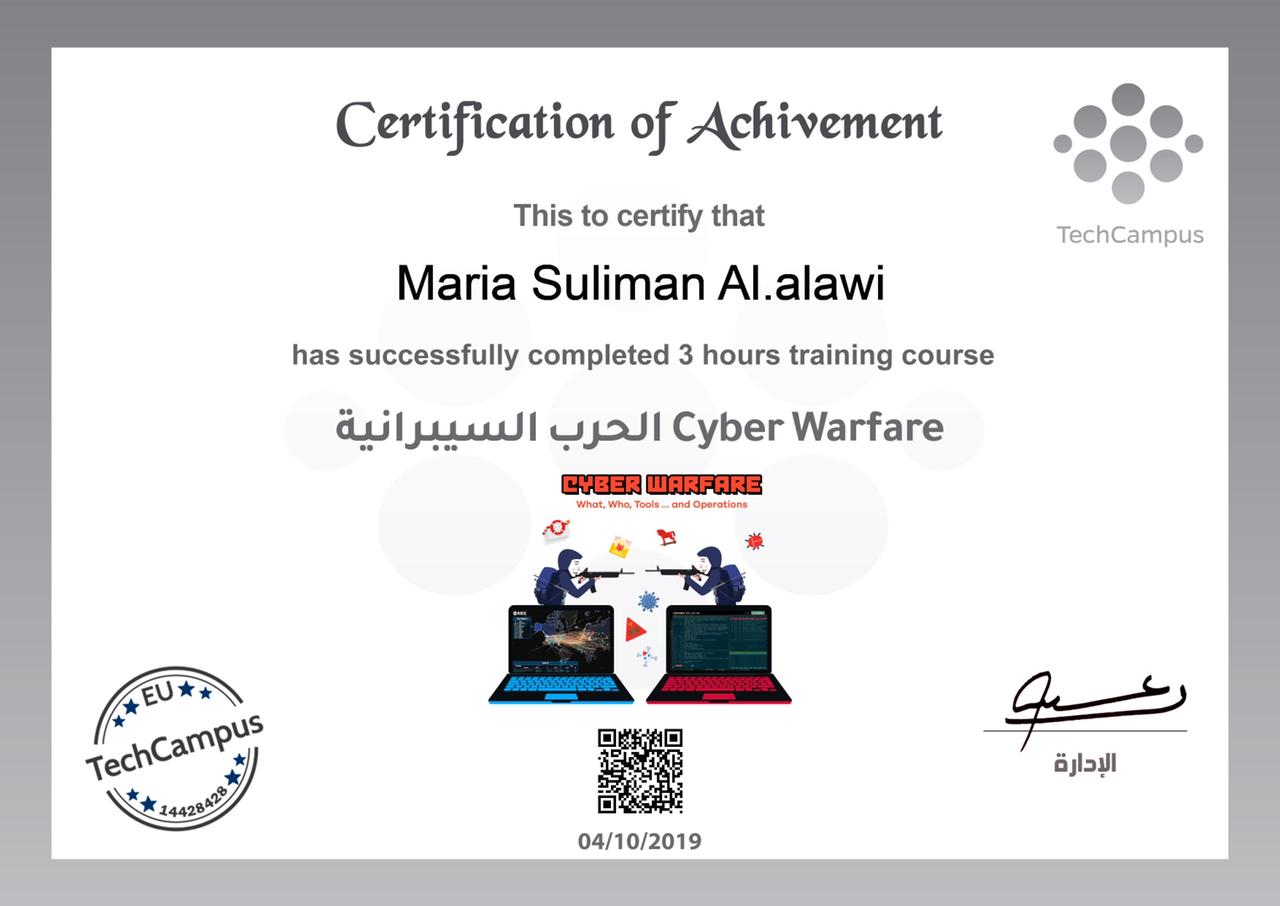 Certification of Achivement
TechCampus
This to certify that
Maria Suliman Al.alawi
has successfully completed 3 hours training course
الحرب السيبرانية Cyber Warfare
CYBER WARFARE
What, Who, Tools ... and Operations
EU
TechCampus
14428428
الإدارة
04/10/2019